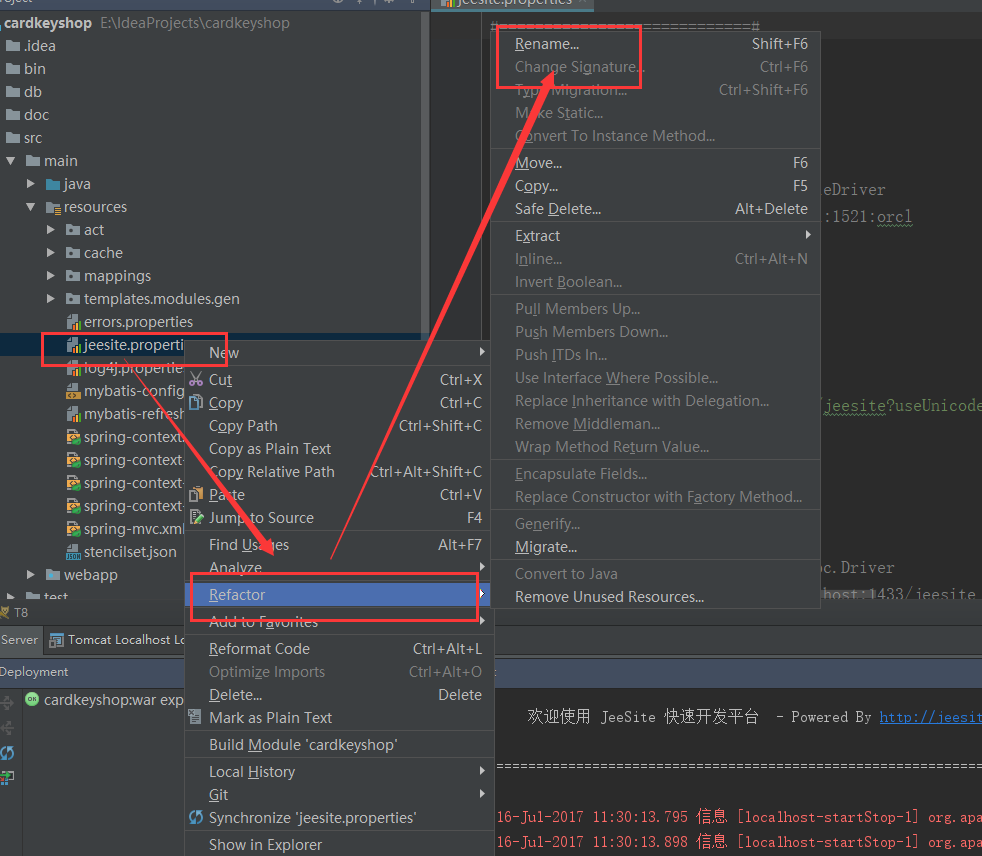 jeesite.properties
cardkeyshop E:\IdeaProjects\cardkeyshop
.idea
bin
db
doc
src
main
java
resources
act
cache
mappings
templates.modules.gen
errors.properties
jeesite.properti
log4j.propertie
mybatis-config
mybatis-refresh
spring-context
spring-context-
spring-context-
spring-context-
spring-mvc.xml
stencilset.json
webapp
test
T8
Server
Tomcat Localhost Lo
Deployment
cardkeyshop:war exp
New
Cut Ctrl+X
Copy Ctrl+C
Copy Path Ctrl+Shift+C
Copy as Plain Text
Copy Relative Path Ctrl+Alt+Shift+C
Paste Ctrl+V
Jump to Source F4
Find Usages Alt+F7
Analyze
Refactor
Add to Favorites
Reformat Code Ctrl+Alt+L
Optimize Imports Ctrl+Alt+O
Delete... Delete
Mark as Plain Text
Build Module 'cardkeyshop'
Local History
Git
Synchronize 'jeesite.properties'
Show in Explorer
#============================#
Rename... Shift+F6
Change Signature... Ctrl+F6
Type Migration... Ctrl+Shift+F6
Make Static...
Convert To Instance Method...
Move... F6
Copy... F5
Safe Delete... Alt+Delete
Extract
Inline... Ctrl+Alt+N
Invert Boolean...
Pull Members Up...
Push Members Down...
Push ITDs In...
Use Interface Where Possible...
Replace Inheritance with Delegation...
Remove Middleman...
Wrap Method Return Value...
Encapsulate Fields...
Replace Constructor with Factory Method...
Generify...
Migrate...
Convert to Java
Remove Unused Resources...
eDriver
:1521:orcl
/jeesite?useUnicode
oc.Driver
host:1433/jeesite
欢迎使用 JeeSite 快速开发平台 - Powered By http://jeesit
16-Jul-2017 11:30:13.795 信息 [localhost-startStop-1] org.apa
16-Jul-2017 11:30:13.898 信息 [localhost-startStop-1] org.apa